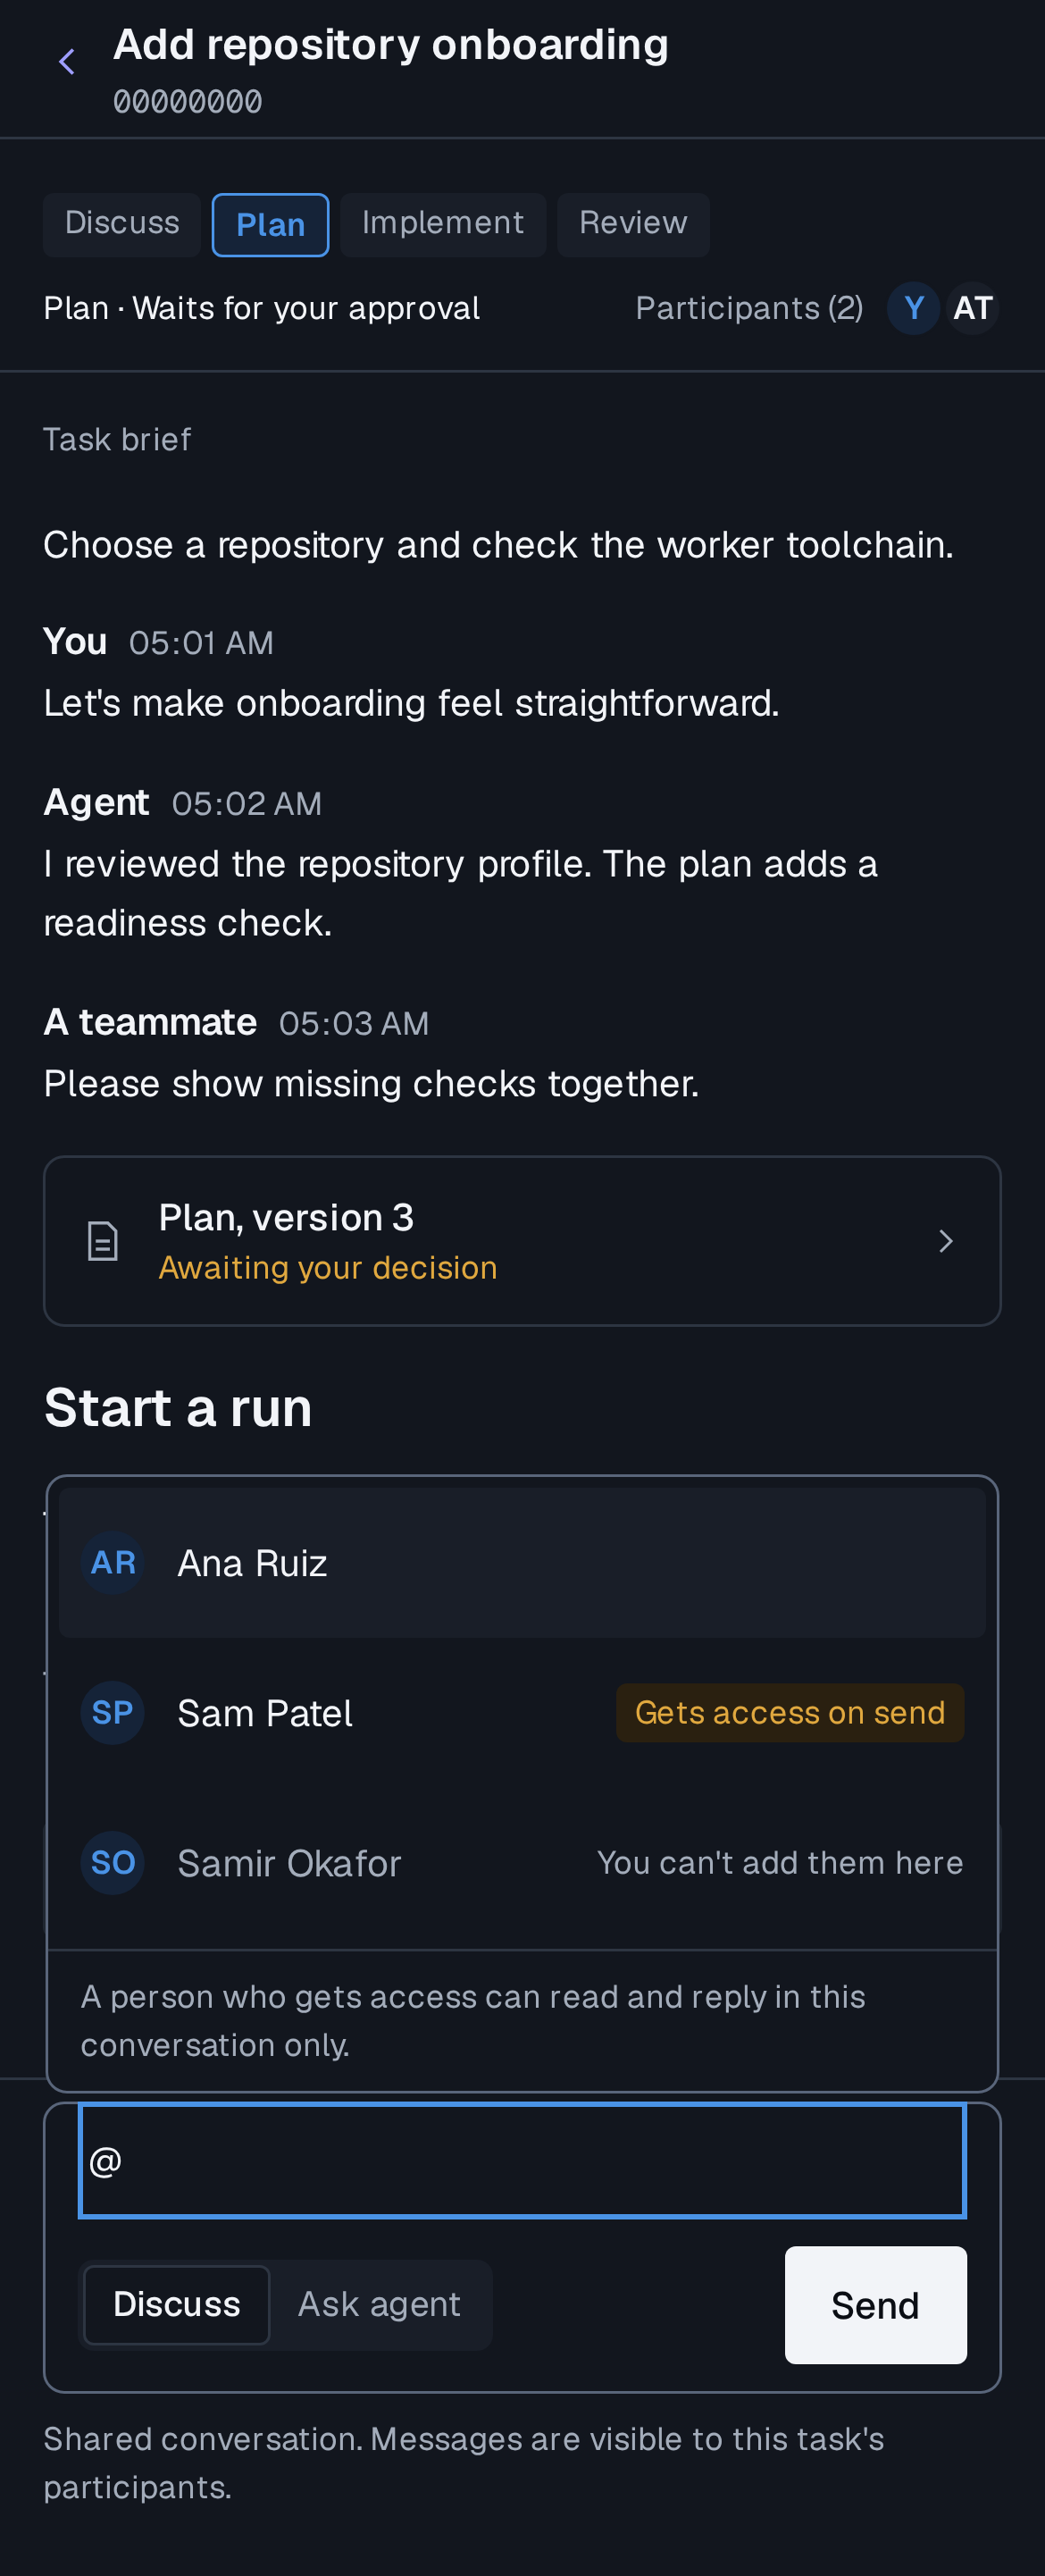 Add repository onboarding
00000000
Discuss Plan Implement Review
Plan · Waits for your approval Participants (2) Y AT
Task brief
Choose a repository and check the worker toolchain.
You 05:01 AM
Let's make onboarding feel straightforward.
Agent 05:02 AM
I reviewed the repository profile. The plan adds a
readiness check.
A teammate 05:03 AM
Please show missing checks together.
Plan, version 3
Awaiting your decision
Start a run
AR Ana Ruiz
SP Sam Patel Gets access on send
SO Samir Okafor You can't add them here
A person who gets access can read and reply in this
conversation only.
@
Discuss Ask agent Send
Shared conversation. Messages are visible to this task's
participants.